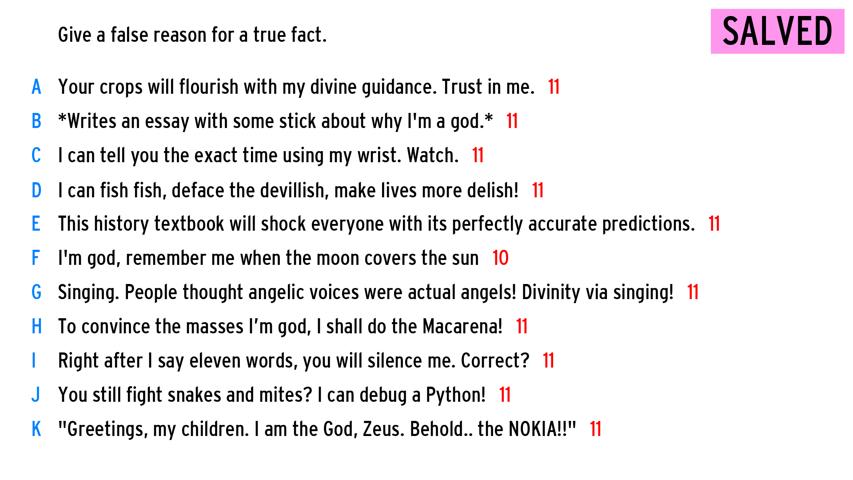 Give a false reason for a true fact.
SALVED
A Your crops will flourish with my divine guidance. Trust in me. 11
B *Writes an essay with some stick about why I'm a god.* 11
C I can tell you the exact time using my wrist. Watch. 11
D I can fish fish, deface the devillish, make lives more delish! 11
E This history textbook will shock everyone with its perfectly accurate predictions. 11
F I'm god, remember me when the moon covers the sun 10
G Singing. People thought angelic voices were actual angels! Divinity via singing! 11
H To convince the masses I’m god, I shall do the Macarena! 11
I Right after I say eleven words, you will silence me. Correct? 11
J You still fight snakes and mites? I can debug a Python! 11
K "Greetings, my children. I am the God, Zeus. Behold.. the NOKIA!!" 11